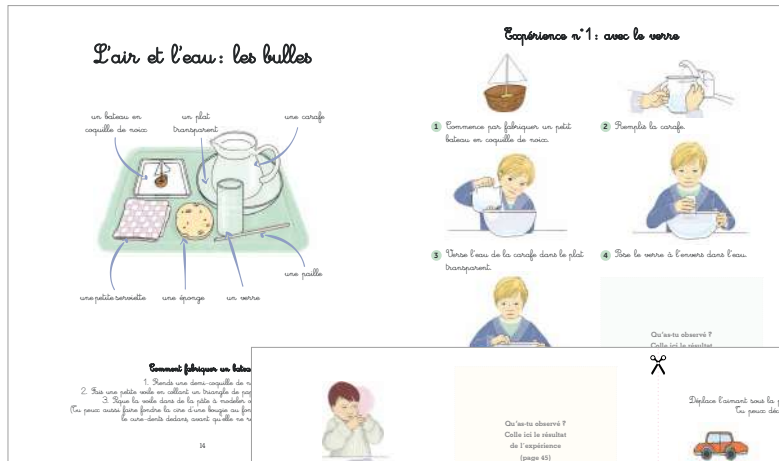 L'air et l'eau : les bulles
un bateau en
coquille de noix
un plat
transparent
une carafe
une paille
une petite serviette
une éponge
un verre
Comment fabriquer un
1. Prends une demi-coquille de
2. Fais une petite voile en collant un triangle de
3. Pique la voile dans de la pâte à modeler
(Tu peux aussi faire fondre la cire d'une bougie au
le cure-dents dedans, avant qu'elle ne
14
Expérience n°1 : avec le verre
1 Commence par fabriquer un petit
bateau en coquille de noix.
2 Remplis la carafe.
3 Verse l'eau de la carafe dans le plat
transparent.
4 Pose le verre à l'envers dans l'eau.
Qu'as-tu observé ?
Colle ici le résultat
Qu'as-tu observé ?
Colle ici le résultat
de l'expérience
(page 45)
Déplace l'aimant sous la
Tu peux